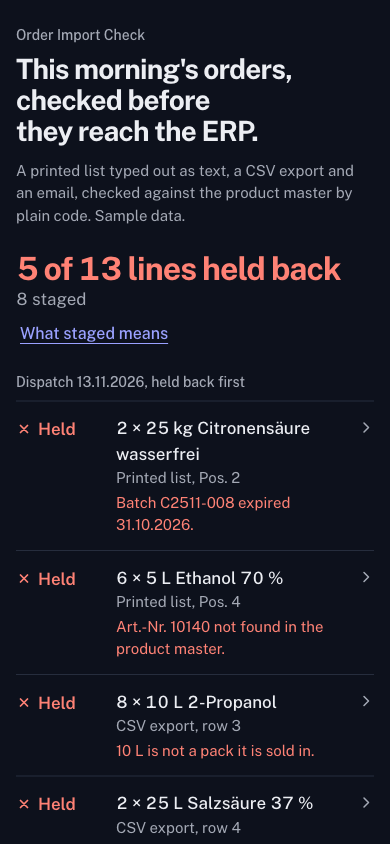 Order Import Check
This morning's orders,
checked before
they reach the ERP.
A printed list typed out as text, a CSV export and
an email, checked against the product master by
plain code. Sample data.
5 of 13 lines held back
8 staged
What staged means
Dispatch 13.11.2026, held back first
× Held
2 × 25 kg Citronensäure
wasserfrei
Printed list, Pos. 2
Batch C2511-008 expired
31.10.2026.
× Held
6 × 5 L Ethanol 70 %
Printed list, Pos. 4
Art.-Nr. 10140 not found in the
product master.
× Held
8 × 10 L 2-Propanol
CSV export, row 3
10 L is not a pack it is sold in.
× Held
2 × 25 L Salzsäure 37 %
CSV export, row 4